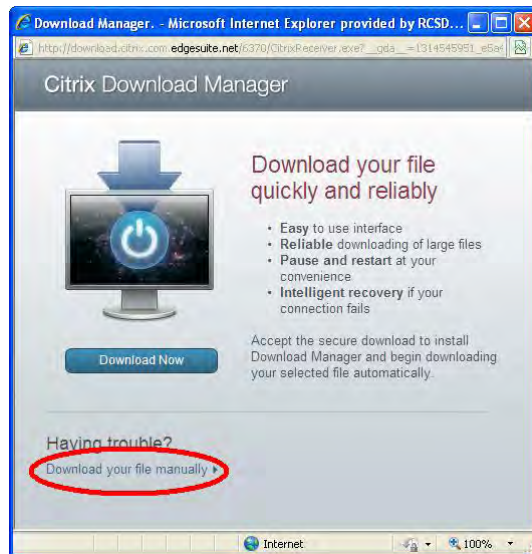 Download Manager. - Microsoft Internet Explorer provided by RCSD...
http://download.citrix.com.edgesuite.net/6370/CitrixReceiver.exe?__gda__=1314545951_e5a4
Citrix Download Manager
Download your file
quickly and reliably
• Easy to use interface
• Reliable downloading of large files
• Pause and restart at your
convenience
• Intelligent recovery if your
connection fails
Accept the secure download to install
Download Manager and begin downloading
your selected file automatically.
Download Now
Having trouble?
Download your file manually
Internet
100%